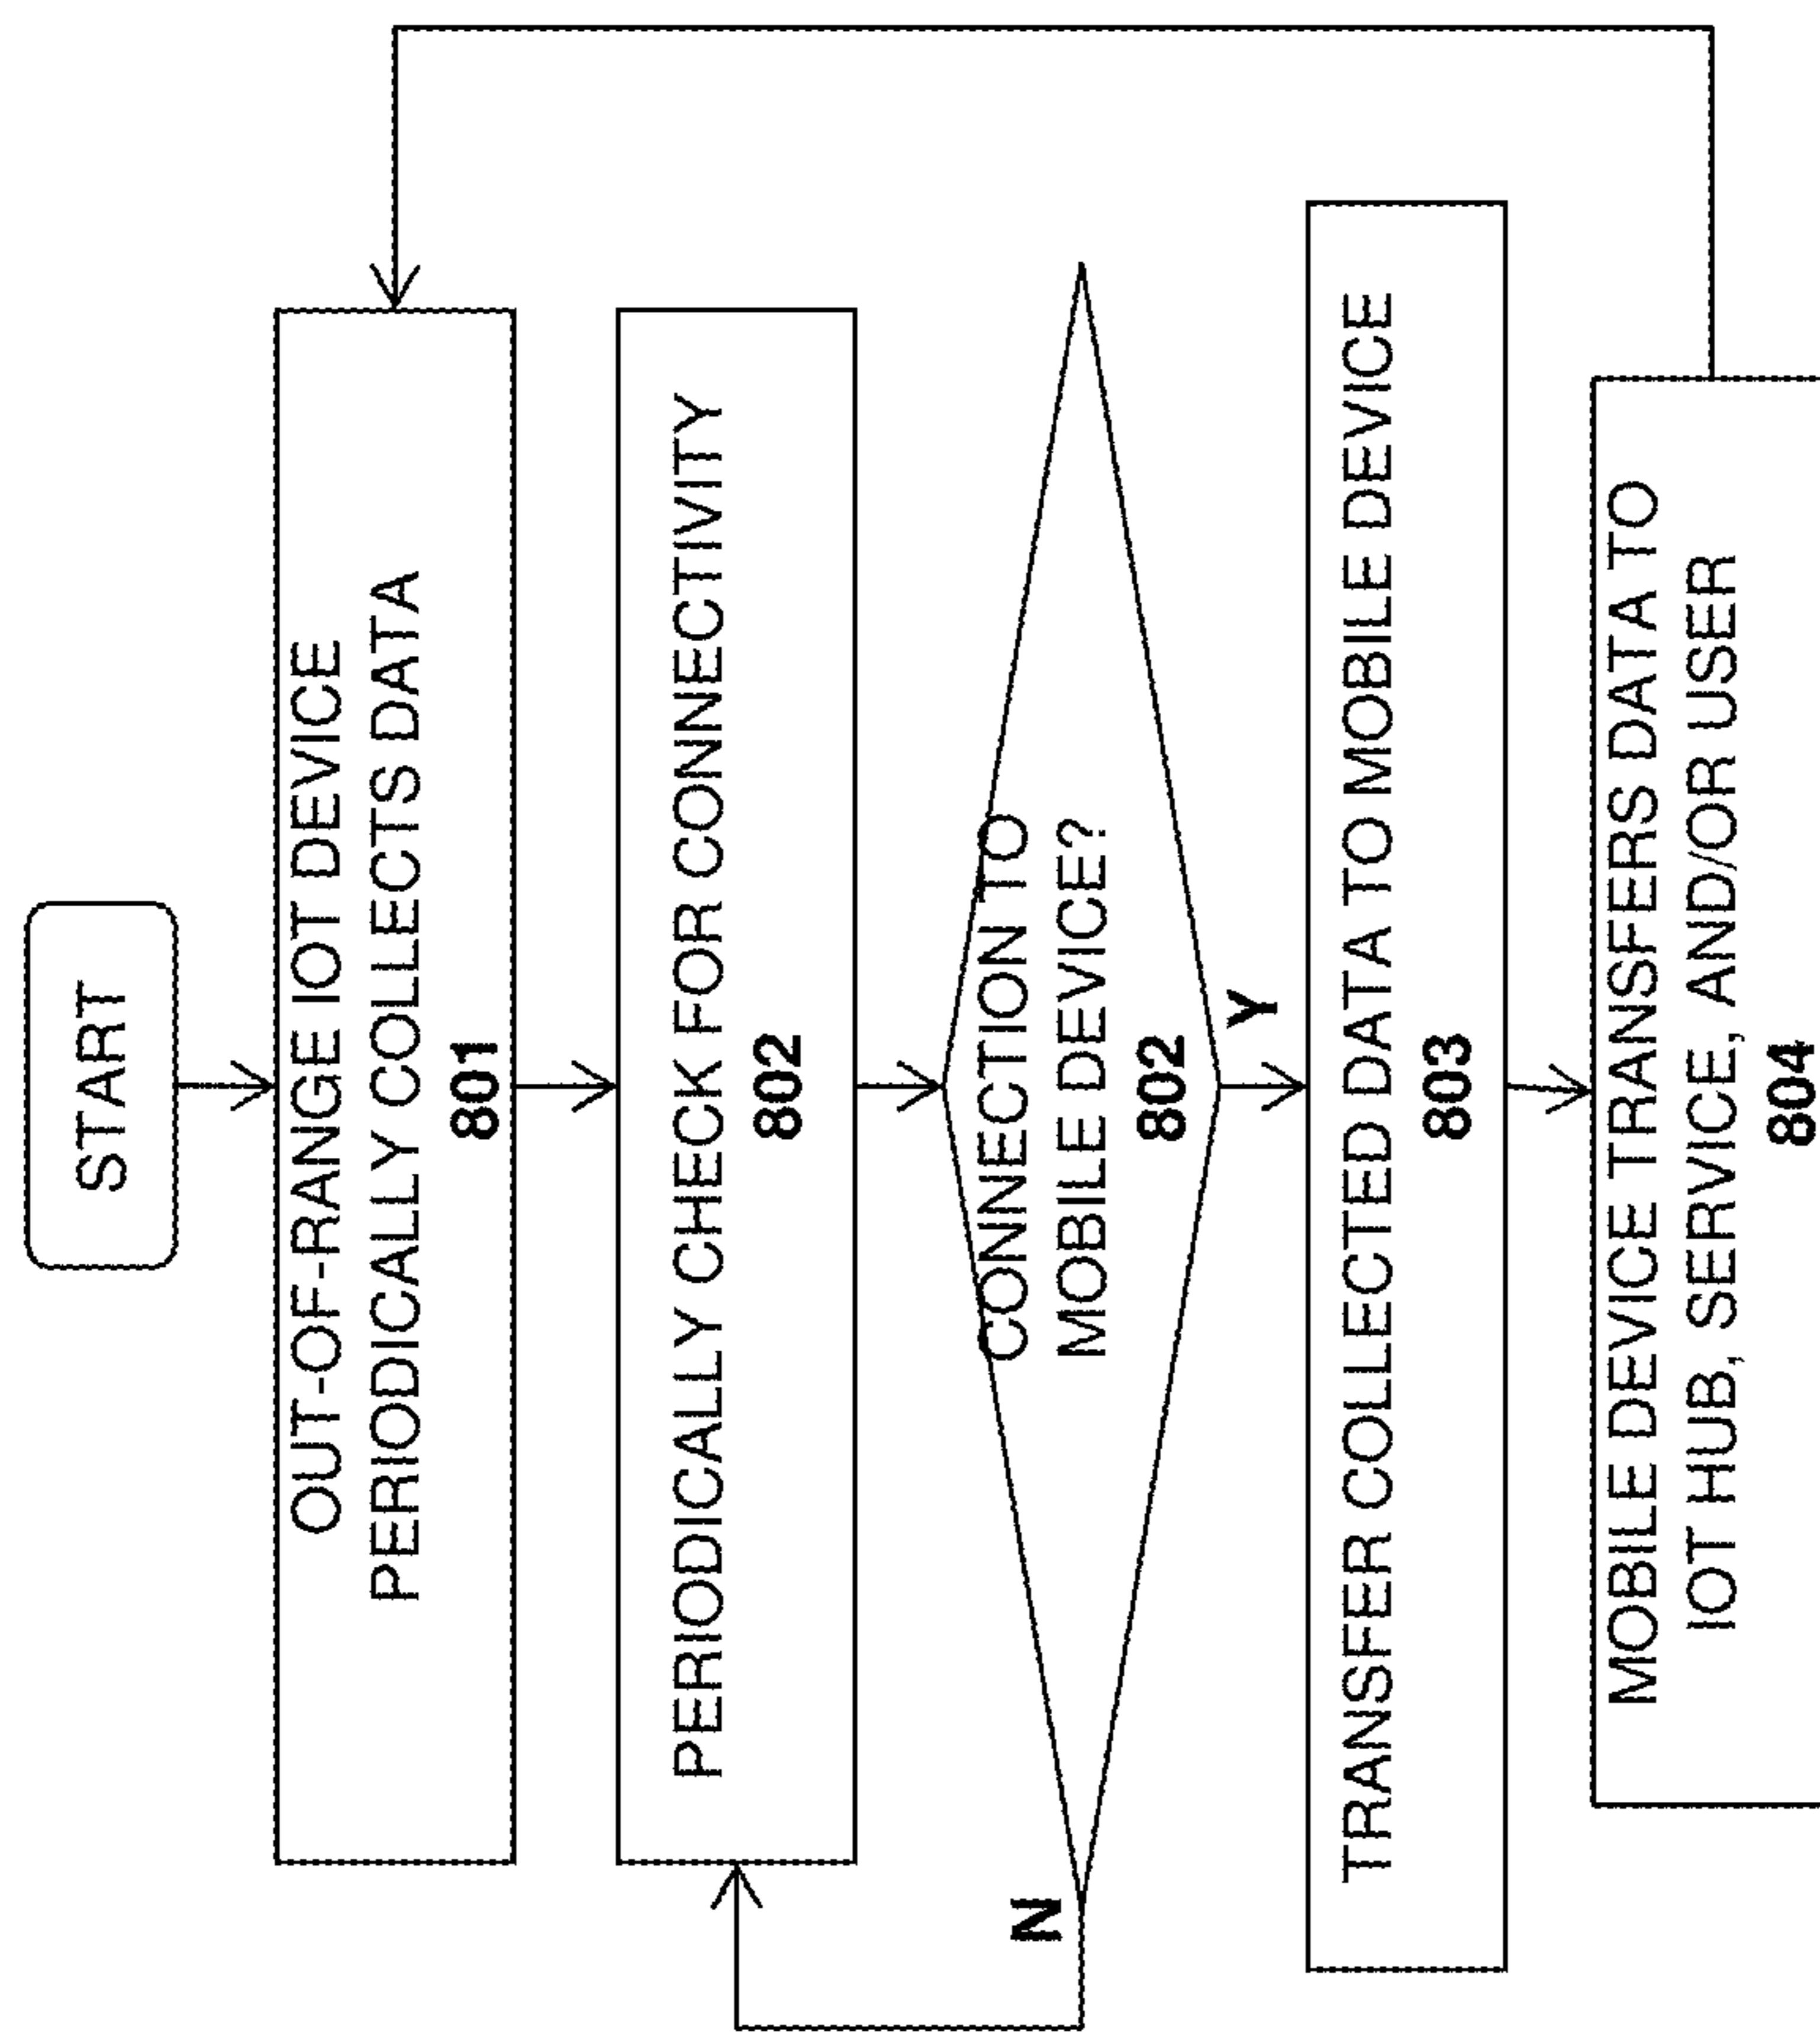 START
OUT-OF-RANGE IOT DEVICE
PERIODICALLY COLLECTS DATA
801
PERIODICALLY CHECK FOR CONNECTIVITY
802
CONNECTION TO
MOBILE DEVICE?
802
N
Y
TRANSFER COLLECTED DATA TO MOBILE DEVICE
803
MOBILE DEVICE TRANSFERS DATA TO
IOT HUB, SERVICE, AND/OR USER
804